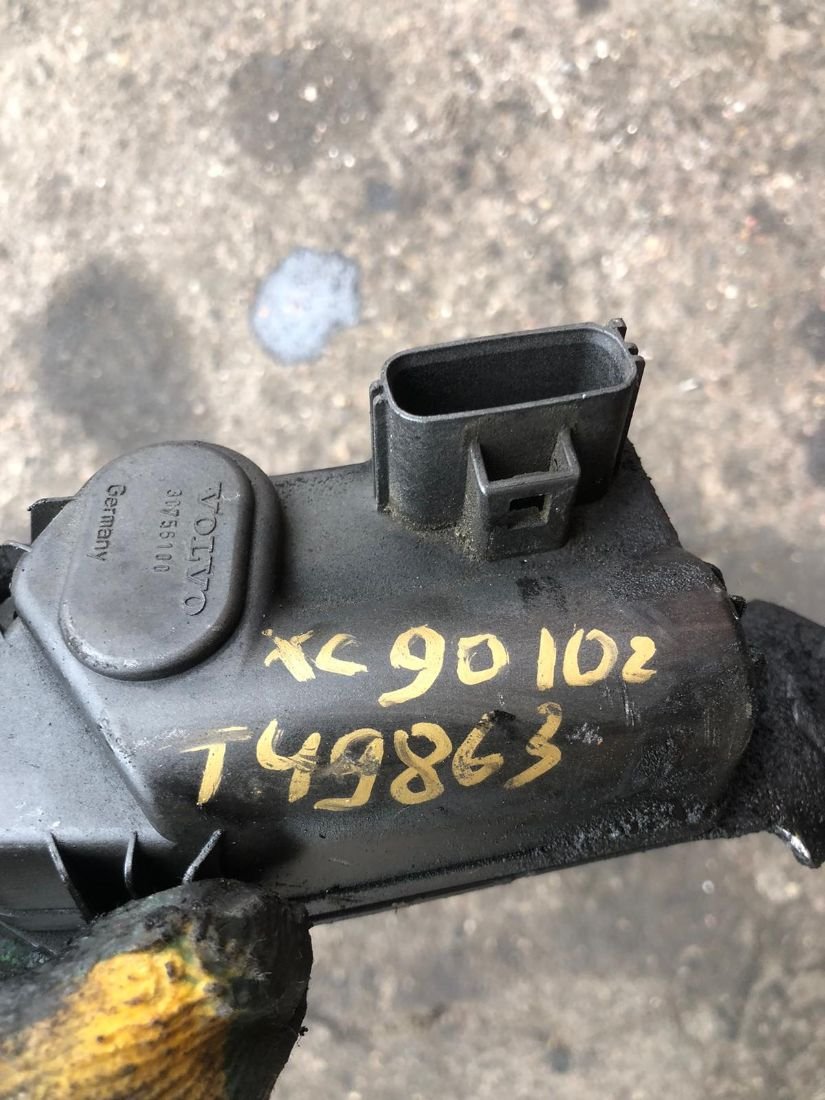 VOLVO
30756100
Germany
XC 90 102
T49863